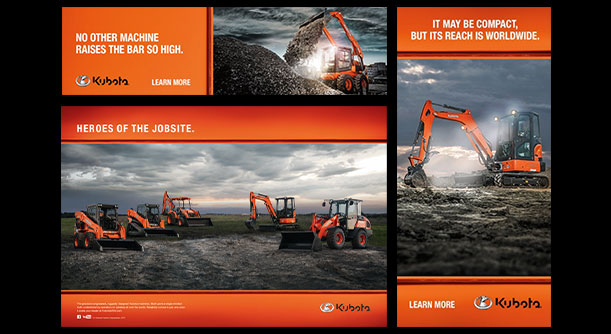 NO OTHER MACHINE
RAISES THE BAR SO HIGH.
Kubota
LEARN MORE
HEROES OF THE JOBSITE.
Kubota
IT MAY BE COMPACT,
BUT ITS REACH IS WORLDWIDE.
LEARN MORE
Kubota